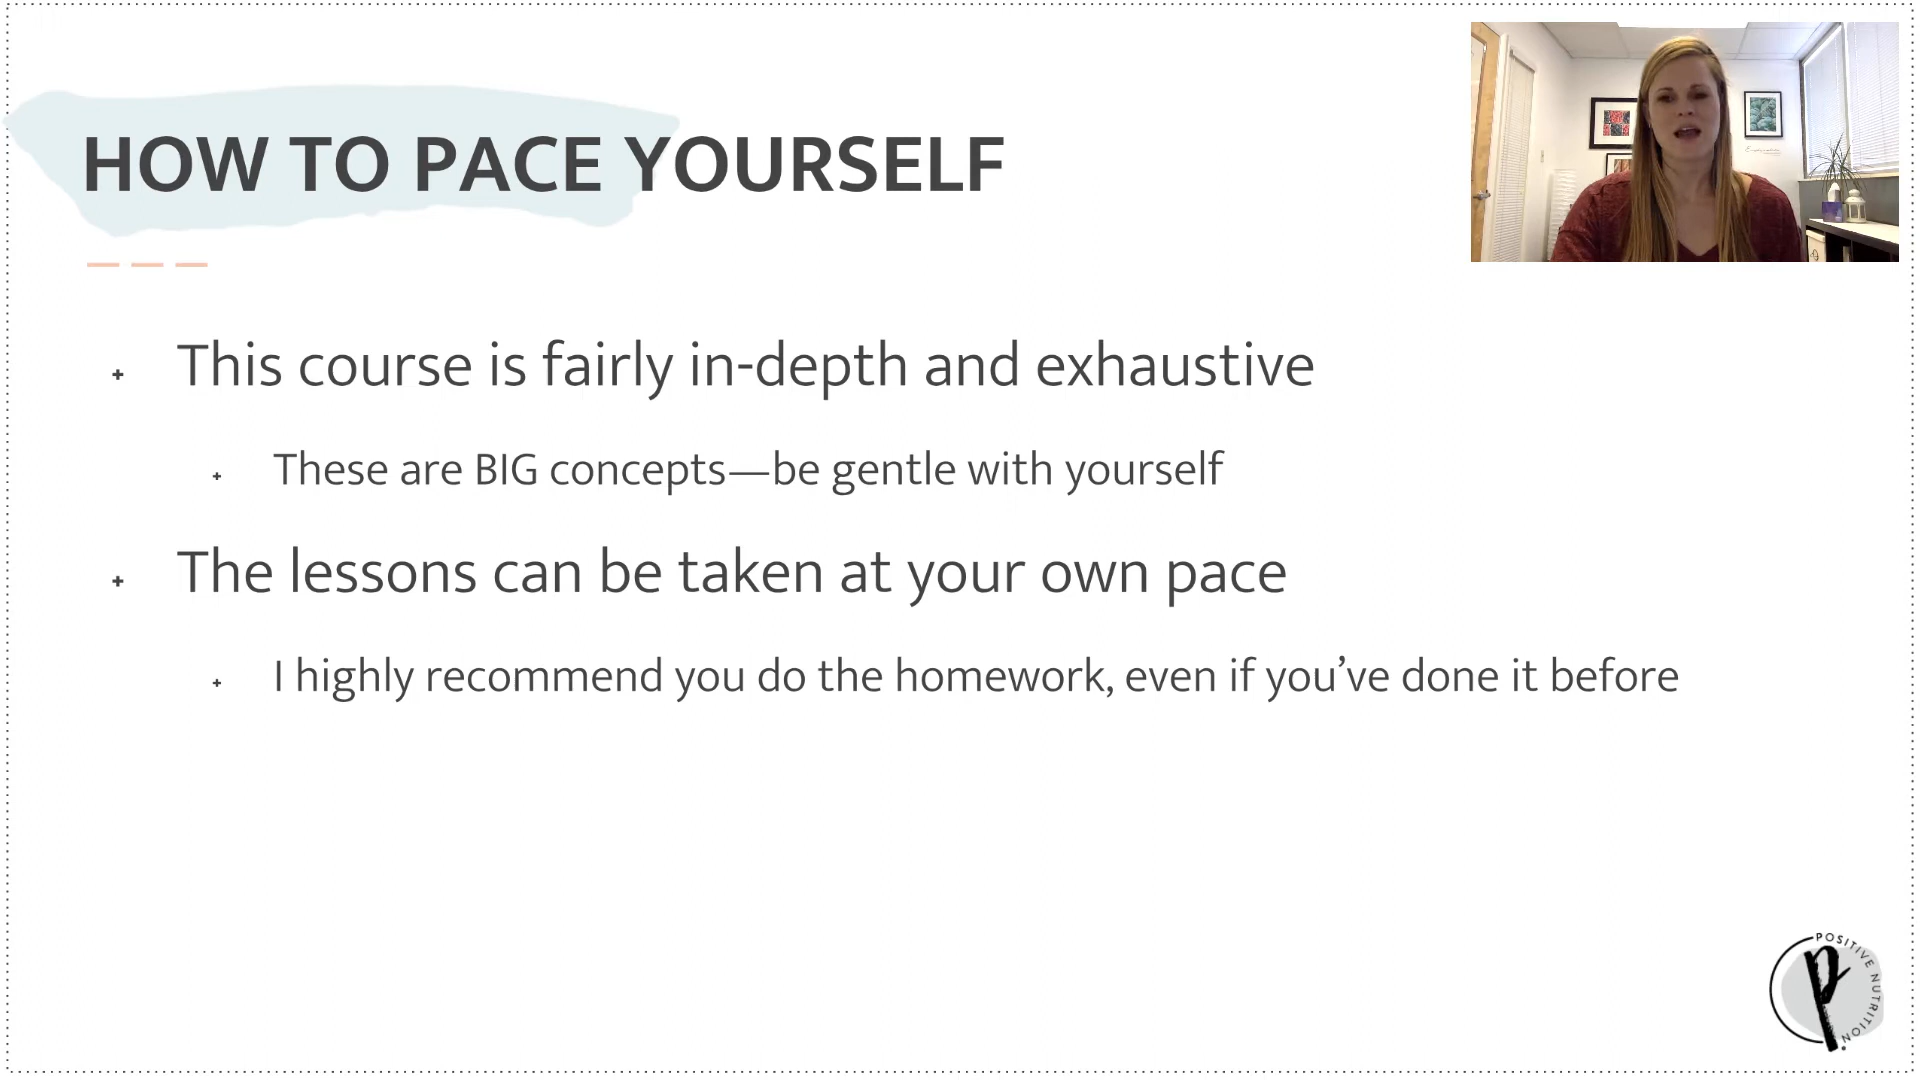 HOW TO PACE YOURSELF
This course is fairly in-depth and exhaustive
These are BIG concepts—be gentle with yourself
The lessons can be taken at your own pace
I highly recommend you do the homework, even if you’ve done it before
POSITIVE NUTRITION
P.